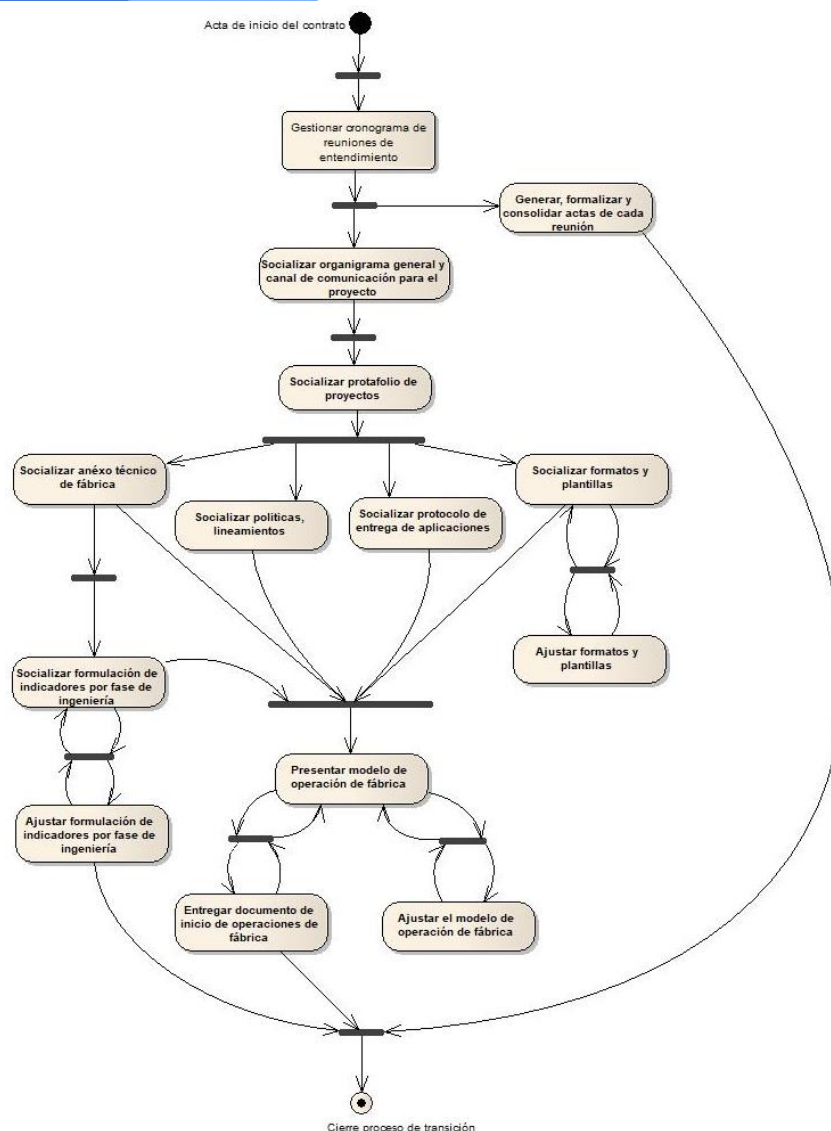 Acta de inicio del contrato
Gestionar cronograma de
reuniones de
entendimiento
Generar, formalizar y
consolidar actas de cada
reunión
Socializar organigrama general y
canal de comunicación para el
proyecto
Socializar protafolio de
proyectos
Socializar anéxo técnico
de fábrica
Socializar politicas,
lineamientos
Socializar protocolo de
entrega de aplicaciones
Socializar formatos y
plantillas
Ajustar formatos y
plantillas
Socializar formulación de
indicadores por fase de
ingeniería
Presentar modelo de
operación de fábrica
Ajustar formulación de
indicadores por fase de
ingeniería
Entregar documento de
inicio de operaciones de
fábrica
Ajustar el modelo de
operación de fábrica
Cierre proceso de transición